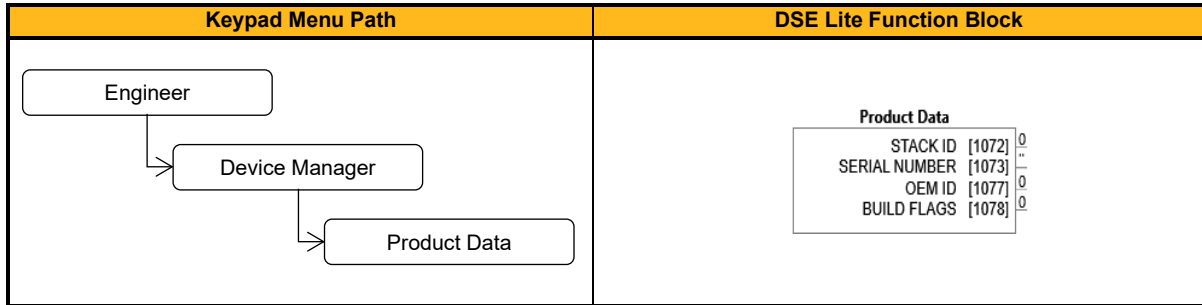 Keypad Menu Path
DSE Lite Function Block
Engineer
Device Manager
Product Data
Product Data
STACK ID [1072] 0
SERIAL NUMBER [1073] "
OEM ID [1077] 0
BUILD FLAGS [1078] 0